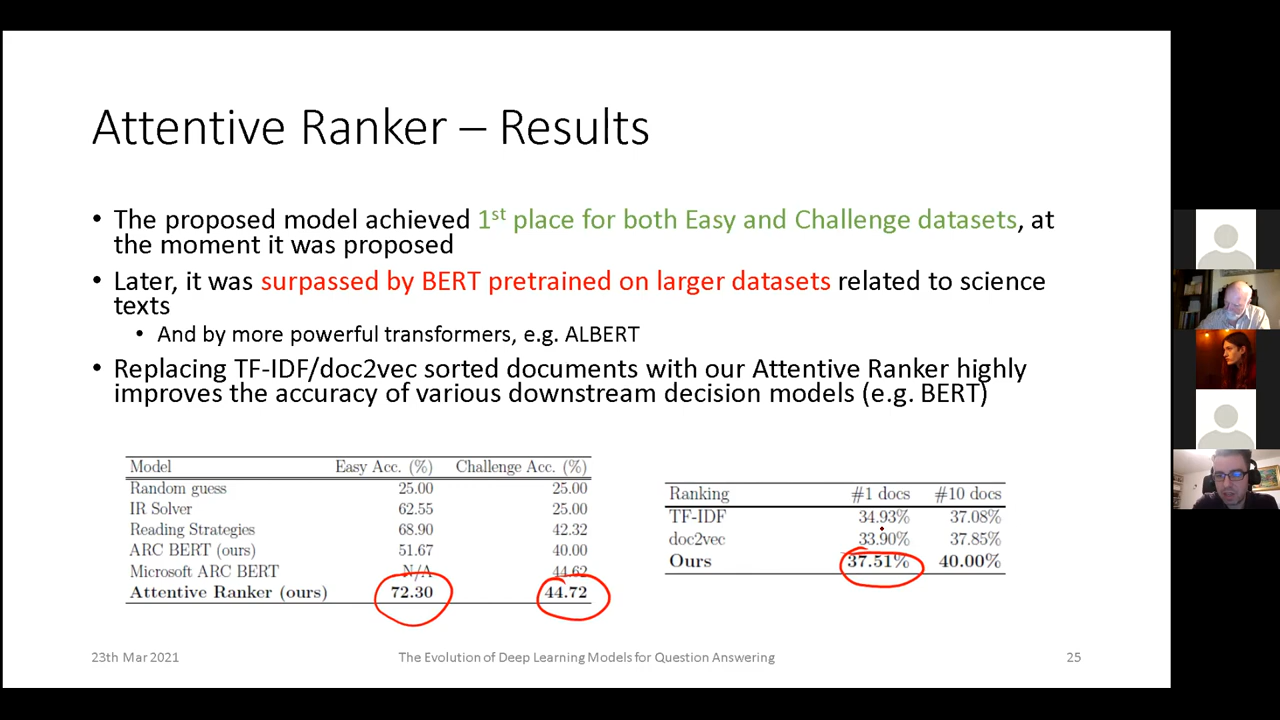 Attentive Ranker – Results
• The proposed model achieved 1st place for both Easy and Challenge datasets, at
the moment it was proposed
• Later, it was surpassed by BERT pretrained on larger datasets related to science
texts
• And by more powerful transformers, e.g. ALBERT
• Replacing TF-IDF/doc2vec sorted documents with our Attentive Ranker highly
improves the accuracy of various downstream decision models (e.g. BERT)
Model Easy Acc. (%) Challenge Acc. (%)
Random guess 25.00 25.00
IR Solver 62.55 25.00
Reading Strategies 68.90 42.32
ARC BERT (ours) 51.67 40.00
Microsoft ARC BERT N/A 44.62
Attentive Ranker (ours) 72.30 44.72
Ranking #1 docs #10 docs
TF-IDF 34.93% 37.08%
doc2vec 33.90% 37.85%
Ours 37.51% 40.00%
23th Mar 2021 The Evolution of Deep Learning Models for Question Answering 25